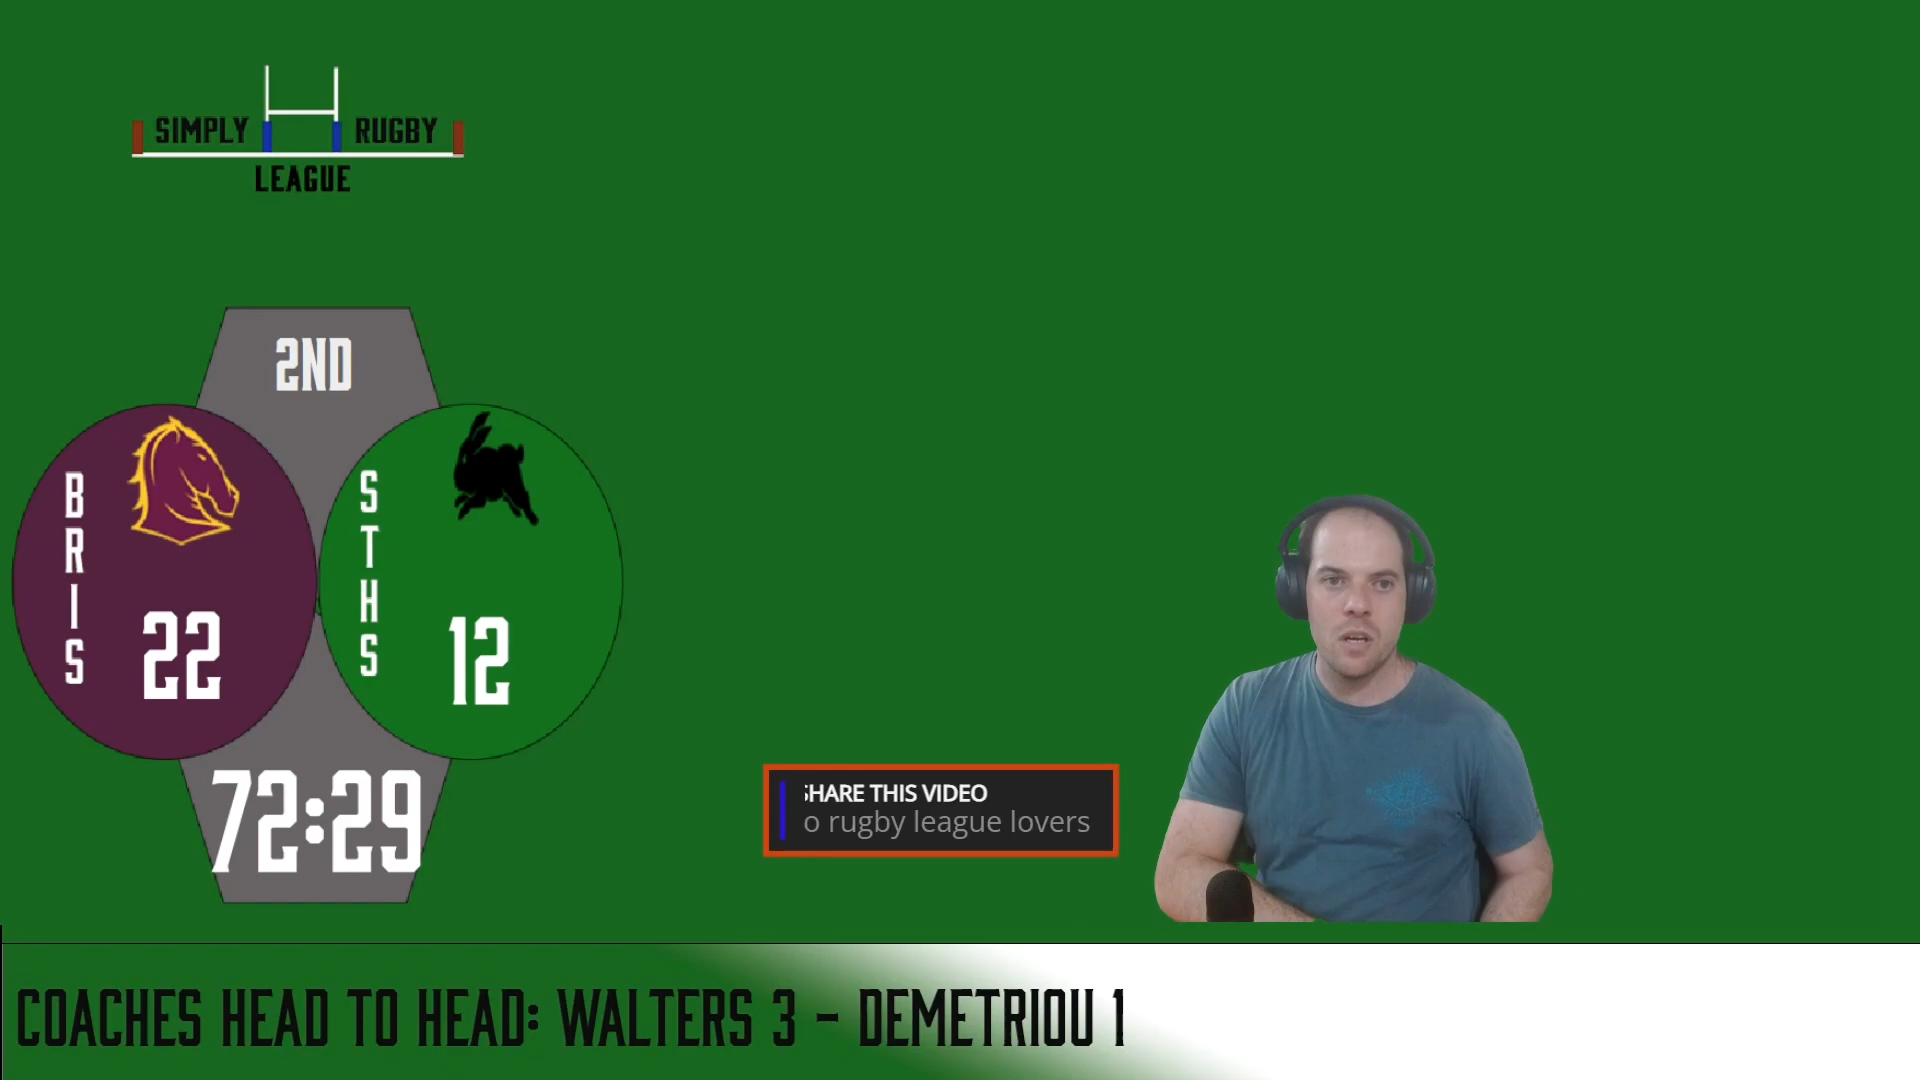 SIMPLY RUGBY
LEAGUE
2ND
BRIS
22
STHS
12
72:29
SHARE THIS VIDEO
o rugby league lovers
COACHES HEAD TO HEAD: WALTERS 3 - DEMETRIOU 1